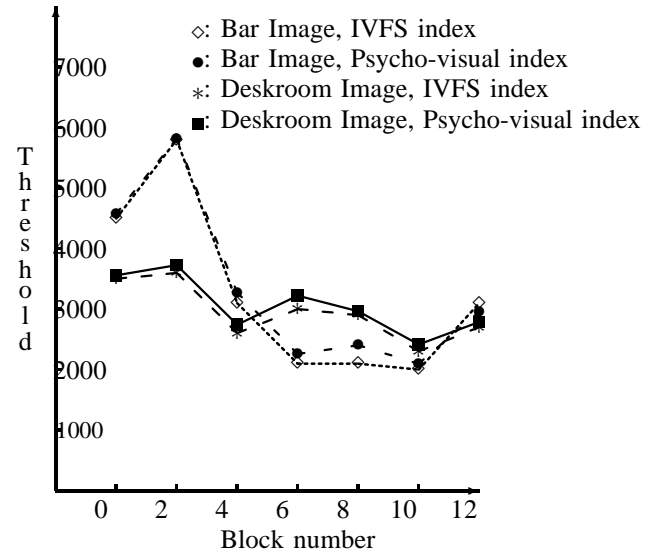 ◇: Bar Image, IVFS index
●: Bar Image, Psycho-visual index
*: Deskroom Image, IVFS index
■: Deskroom Image, Psycho-visual index
7000
6000
5000
4000
3000
2000
1000
Threshold
0 2 4 6 8 10 12
Block number